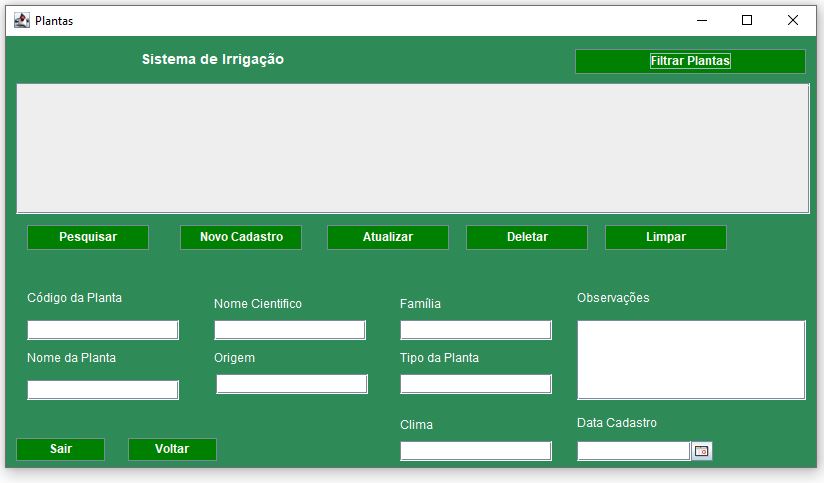 Plantas
Sistema de Irrigação
Filtrar Plantas
Pesquisar
Novo Cadastro
Atualizar
Deletar
Limpar
Código da Planta
Nome Cientifico
Família
Observações
Nome da Planta
Origem
Tipo da Planta
Clima
Data Cadastro
Sair
Voltar